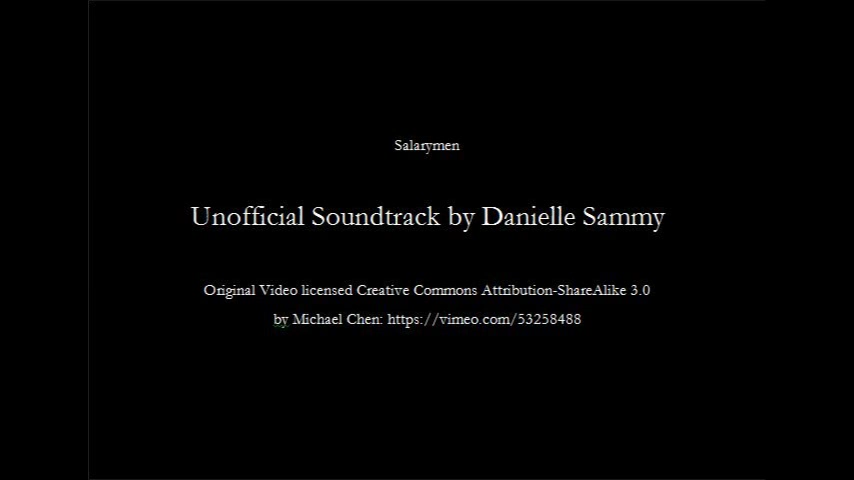 Salarymen
Unofficial Soundtrack by Danielle Sammy
Original Video licensed Creative Commons Attribution-ShareAlike 3.0
by Michael Chen: https://vimeo.com/53258488